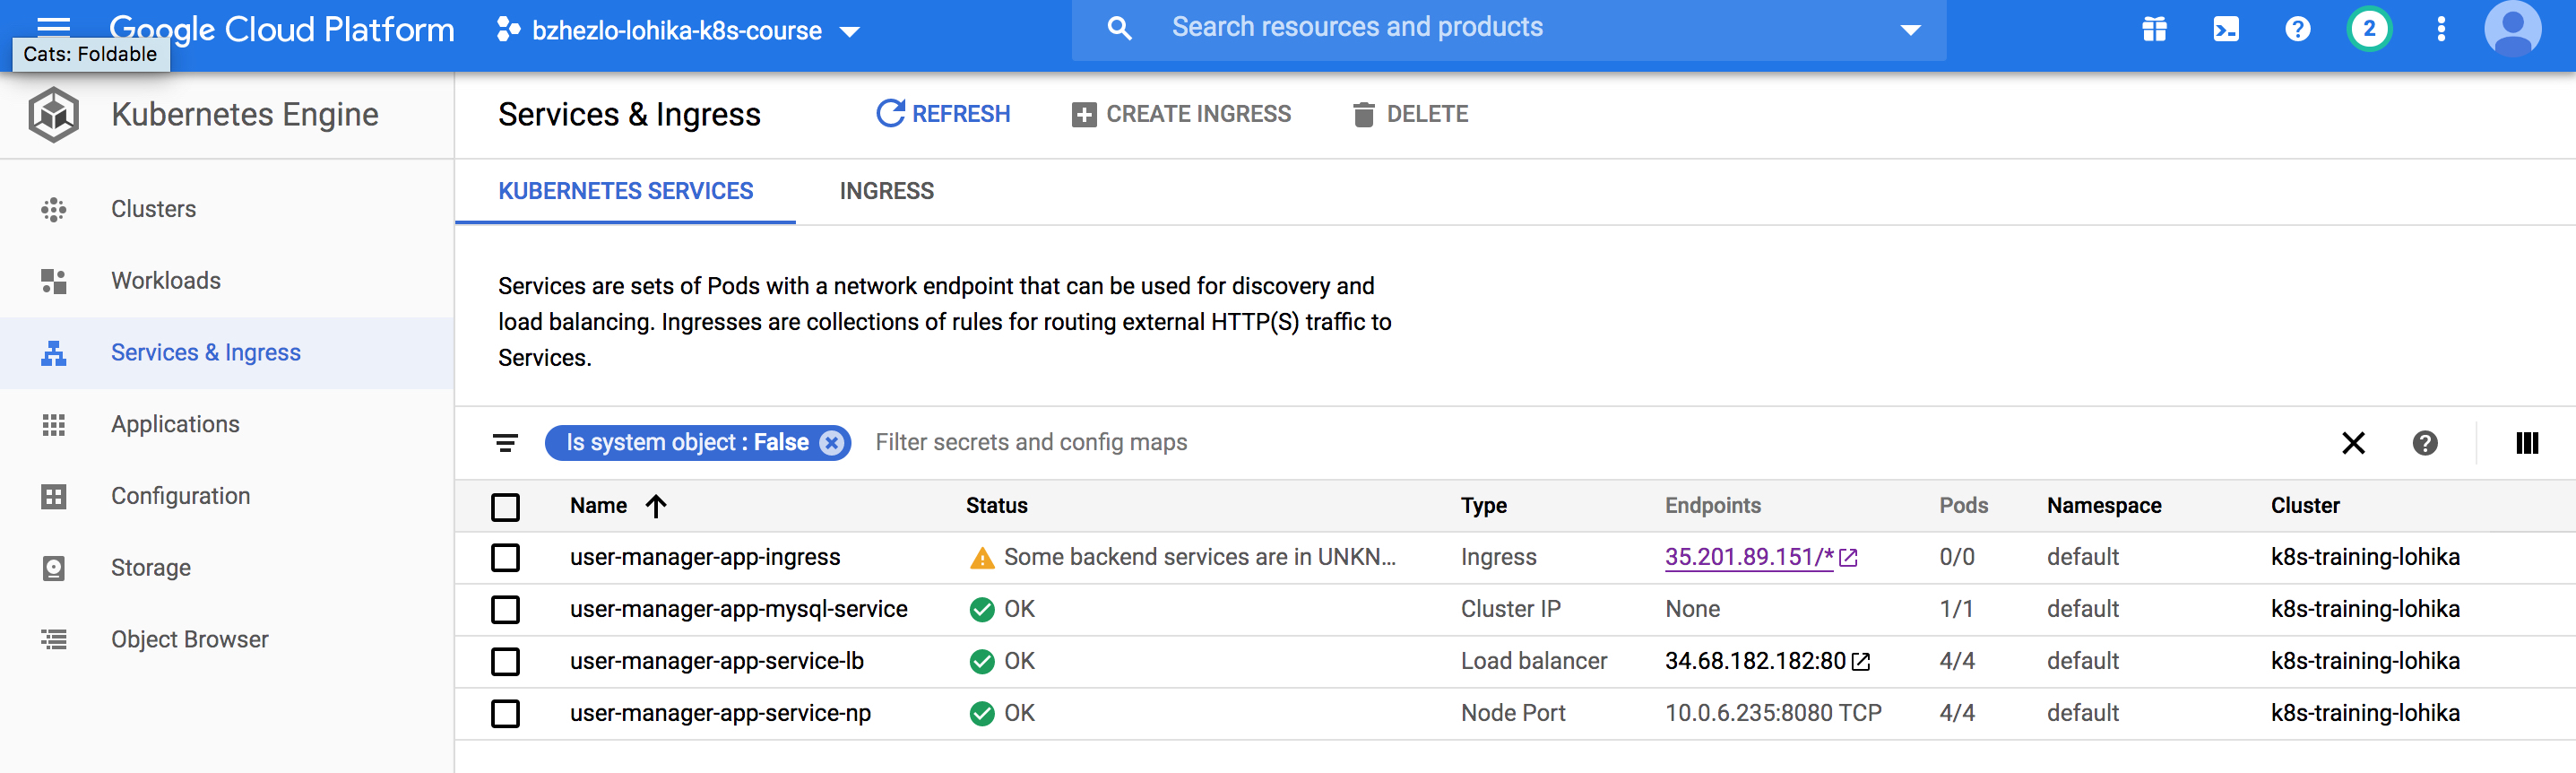 Google Cloud Platform
bzhezlo-lohika-k8s-course
Search resources and products
2
Cats: Foldable
Kubernetes Engine
Services & Ingress
REFRESH
CREATE INGRESS
DELETE
Clusters
Workloads
Services & Ingress
Applications
Configuration
Storage
Object Browser
KUBERNETES SERVICES
INGRESS
Services are sets of Pods with a network endpoint that can be used for discovery and
load balancing. Ingresses are collections of rules for routing external HTTP(S) traffic to
Services.
Is system object : False
Filter secrets and config maps
Name Status Type Endpoints Pods Namespace Cluster
user-manager-app-ingress Some backend services are in UNKN... Ingress 35.201.89.151/* 0/0 default k8s-training-lohika
user-manager-app-mysql-service OK Cluster IP None 1/1 default k8s-training-lohika
user-manager-app-service-lb OK Load balancer 34.68.182.182:80 4/4 default k8s-training-lohika
user-manager-app-service-np OK Node Port 10.0.6.235:8080 TCP 4/4 default k8s-training-lohika